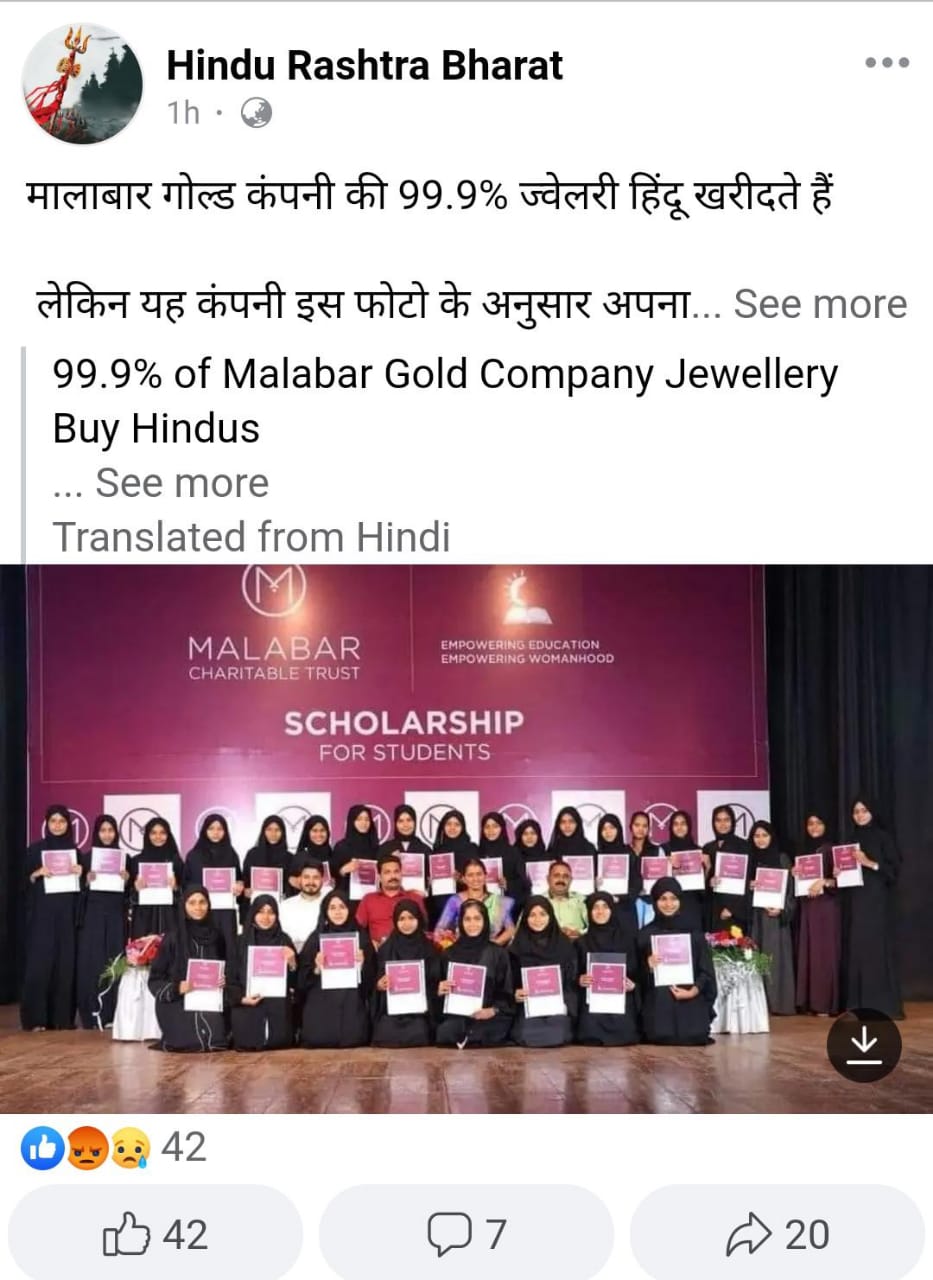 Hindu Rashtra Bharat
1h ·
मालाबार गोल्ड कंपनी की 99.9% ज्वेलरी हिंदू खरीदते हैं
लेकिन यह कंपनी इस फोटो के अनुसार अपना... See more
99.9% of Malabar Gold Company Jewellery
Buy Hindus
... See more
Translated from Hindi
MALABAR
CHARITABLE TRUST
EMPOWERING EDUCATION
EMPOWERING WOMANHOOD
SCHOLARSHIP
FOR STUDENTS
42
42
7
20